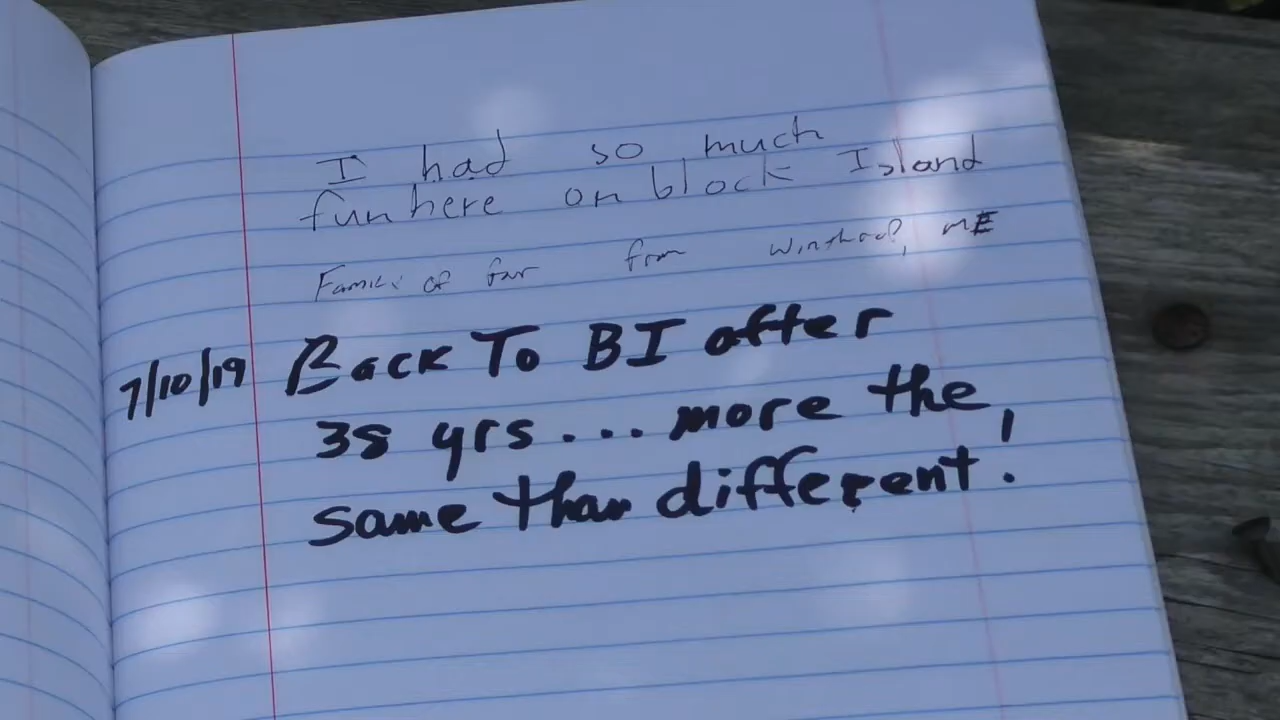 I had so much
fun here on block Island
Family of four from Winthrop, ME
7/10/19 Back To BI after
38 yrs... more the
same than different!